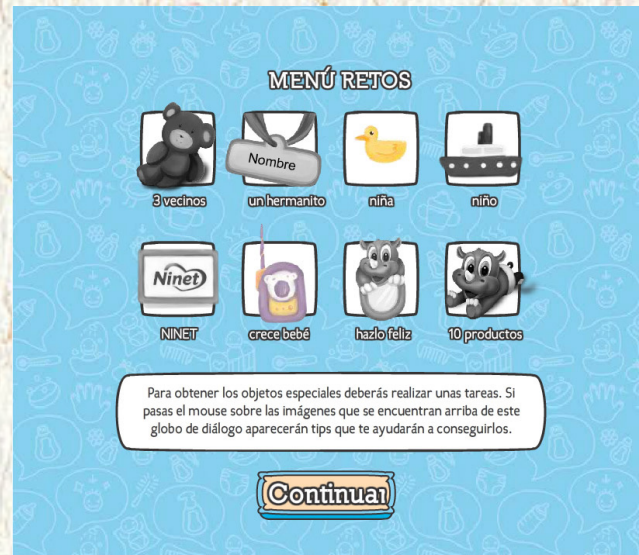 MENÚ RETOS
Nombre
3 vecinos
un hermanito
niña
niño
Ninet
NINET
crece bebé
hazlo feliz
10 productos
Para obtener los objetos especiales deberás realizar unas tareas. Si
pasas el mouse sobre las imágenes que se encuentran arriba de este
globo de diálogo aparecerán tips que te ayudarán a conseguirlos.
Continuar